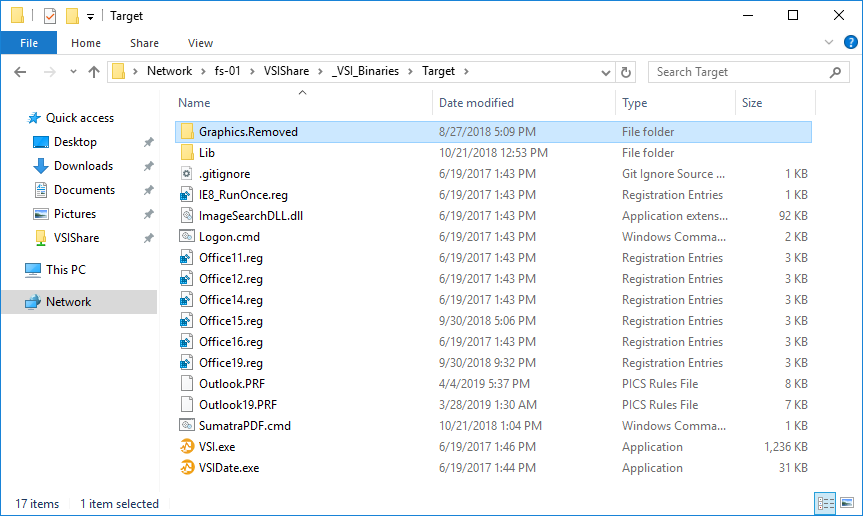 Target
File Home Share View
Network fs-01 VSIShare _VSI_Binaries Target Search Target
Name Date modified Type Size
Quick access
Desktop
Downloads
Documents
Pictures
VSIShare
This PC
Network
Graphics.Removed 8/27/2018 5:09 PM File folder
Lib 10/21/2018 12:53 PM File folder
.gitignore 6/19/2017 1:43 PM Git Ignore Source ... 1 KB
IE8_RunOnce.reg 6/19/2017 1:43 PM Registration Entries 1 KB
ImageSearchDLL.dll 6/19/2017 1:43 PM Application extens... 92 KB
Logon.cmd 6/19/2017 1:43 PM Windows Comma... 2 KB
Office11.reg 6/19/2017 1:43 PM Registration Entries 3 KB
Office12.reg 6/19/2017 1:43 PM Registration Entries 3 KB
Office14.reg 6/19/2017 1:43 PM Registration Entries 3 KB
Office15.reg 9/30/2018 5:06 PM Registration Entries 3 KB
Office16.reg 6/19/2017 1:43 PM Registration Entries 3 KB
Office19.reg 9/30/2018 9:32 PM Registration Entries 3 KB
Outlook.PRF 4/4/2019 5:37 PM PICS Rules File 8 KB
Outlook19.PRF 3/28/2019 1:30 AM PICS Rules File 7 KB
SumatraPDF.cmd 10/21/2018 1:04 PM Windows Comma... 1 KB
VSI.exe 6/19/2017 1:46 PM Application 1,236 KB
VSIDate.exe 6/19/2017 1:44 PM Application 31 KB
17 items 1 item selected